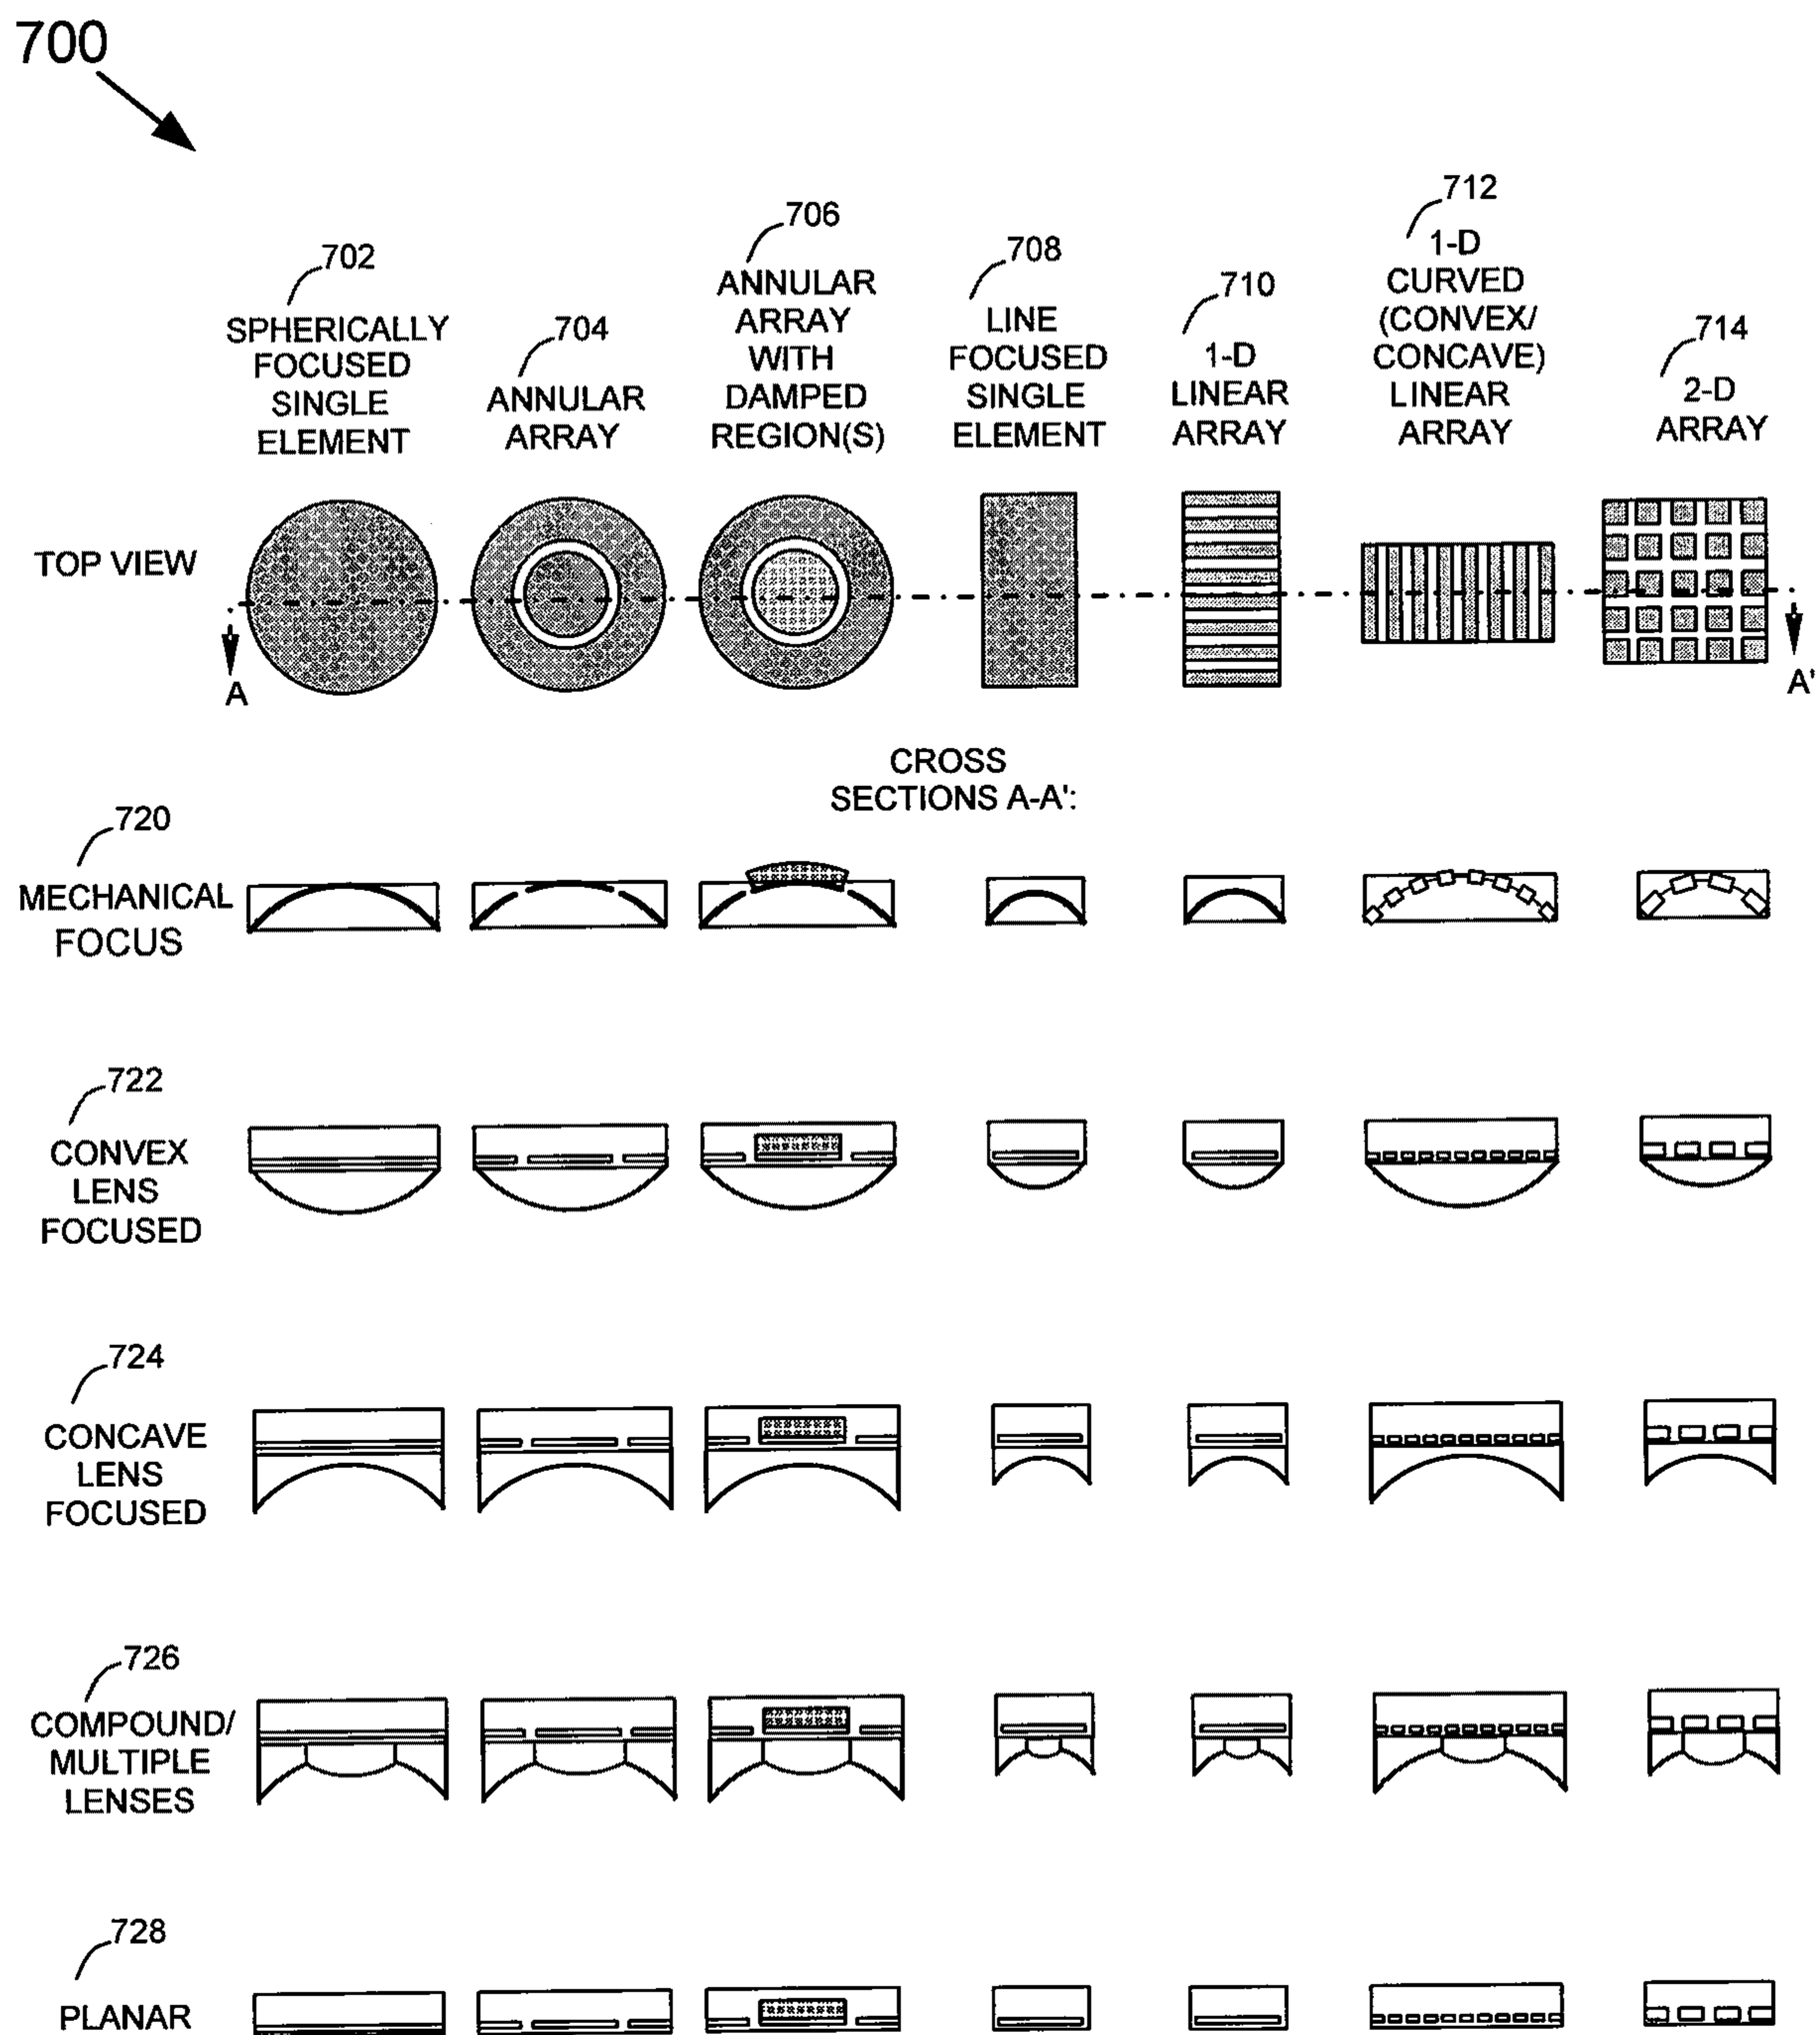 700
702
SPHERICALLY
FOCUSED
SINGLE
ELEMENT
704
ANNULAR
ARRAY
706
ANNULAR
ARRAY
WITH
DAMPED
REGION(S)
708
LINE
FOCUSED
SINGLE
ELEMENT
710
1-D
LINEAR
ARRAY
712
1-D
CURVED
(CONVEX/
CONCAVE)
LINEAR
ARRAY
714
2-D
ARRAY
TOP VIEW
A
A'
CROSS
SECTIONS A-A':
720
MECHANICAL
FOCUS
722
CONVEX
LENS
FOCUSED
724
CONCAVE
LENS
FOCUSED
726
COMPOUND/
MULTIPLE
LENSES
728
PLANAR